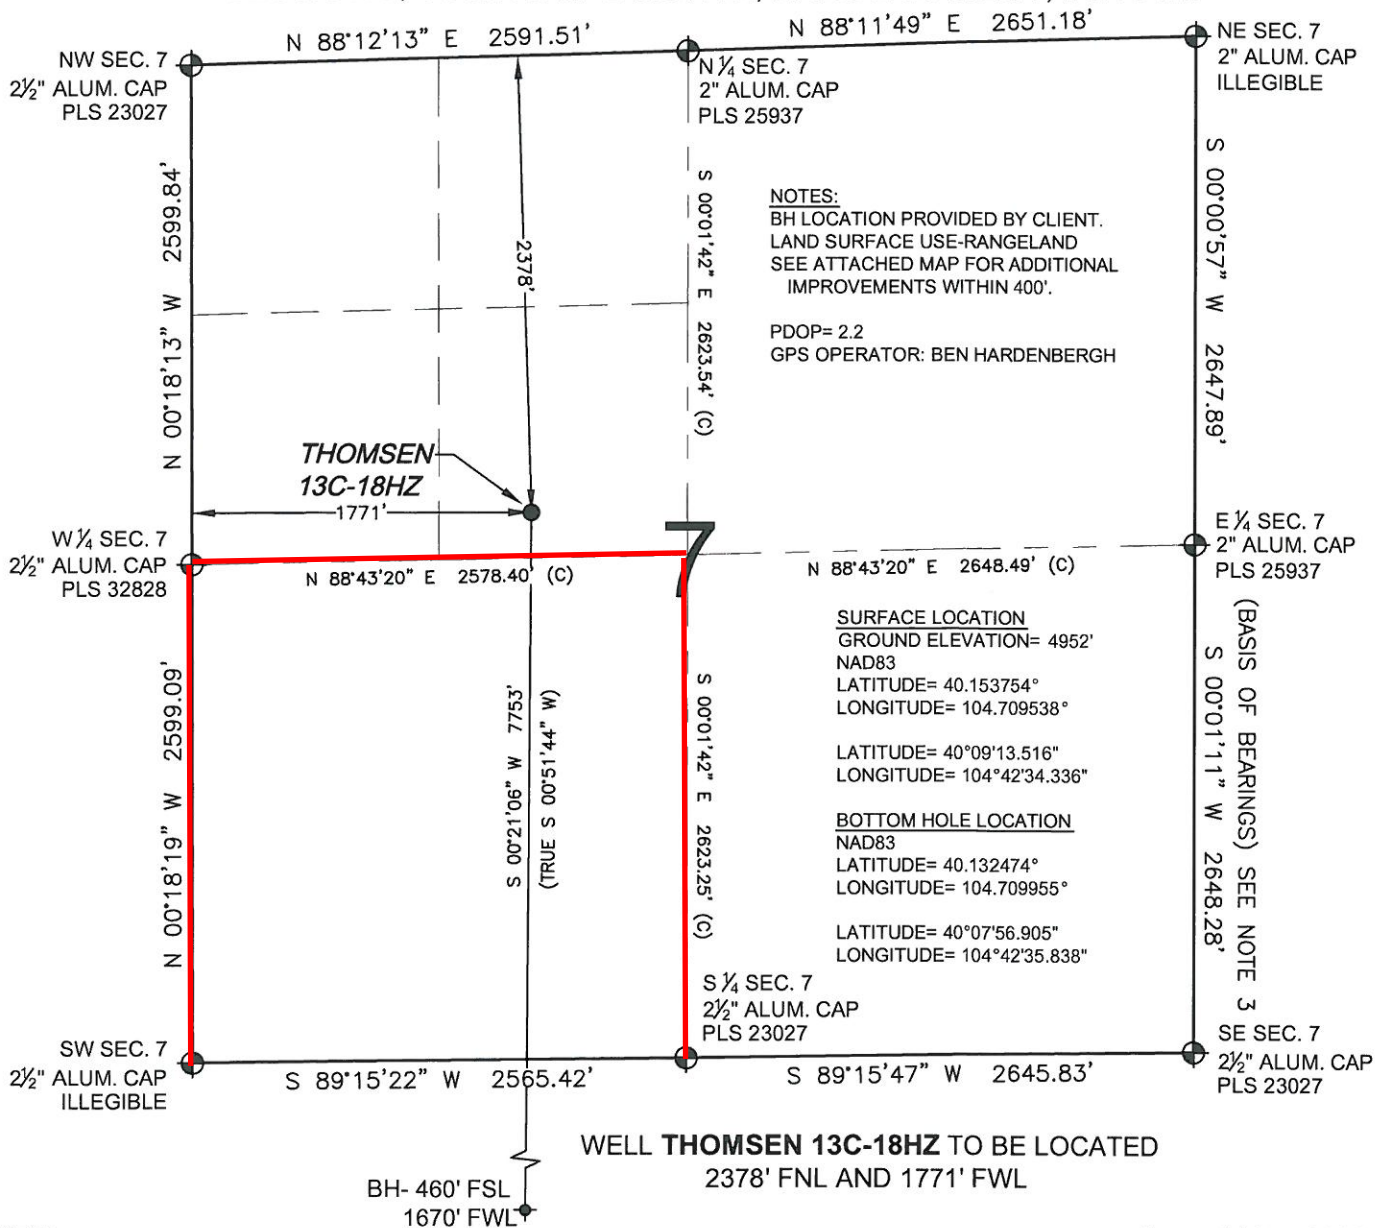 N 88°12'13" E 2591.51'
N 88°11'49" E 2651.18'
NW SEC. 7
2½" ALUM. CAP
PLS 23027
N ¼ SEC. 7
2" ALUM. CAP
PLS 25937
NE SEC. 7
2" ALUM. CAP
ILLEGIBLE
N 00°18'13" W 2599.84'
2378'
S 00°01'42" E 2623.54' (C)
S 00°00'57" W 2647.89'
NOTES:
BH LOCATION PROVIDED BY CLIENT.
LAND SURFACE USE-RANGELAND
SEE ATTACHED MAP FOR ADDITIONAL
IMPROVEMENTS WITHIN 400'.
PDOP= 2.2
GPS OPERATOR: BEN HARDENBERGH
THOMSEN
13C-18HZ
1771'
W ¼ SEC. 7
2½" ALUM. CAP
PLS 32828
7
E ¼ SEC. 7
2" ALUM. CAP
PLS 25937
N 88°43'20" E 2578.40' (C)
N 88°43'20" E 2648.49' (C)
N 00°18'19" W 2599.09'
S 00°21'06" W 7753'
(TRUE S 00°51'44" W)
S 00°01'42" E 2623.25' (C)
SURFACE LOCATION
GROUND ELEVATION= 4952'
NAD83
LATITUDE= 40.153754°
LONGITUDE= 104.709538°
LATITUDE= 40°09'13.516"
LONGITUDE= 104°42'34.336"
BOTTOM HOLE LOCATION
NAD83
LATITUDE= 40.132474°
LONGITUDE= 104.709955°
LATITUDE= 40°07'56.905"
LONGITUDE= 104°42'35.838"
S 00°01'11" W 2648.28'
(BASIS OF BEARINGS) SEE NOTE 3
SW SEC. 7
2½" ALUM. CAP
ILLEGIBLE
S ¼ SEC. 7
2½" ALUM. CAP
PLS 23027
SE SEC. 7
2½" ALUM. CAP
PLS 23027
S 89°15'22" W 2565.42'
S 89°15'47" W 2645.83'
WELL THOMSEN 13C-18HZ TO BE LOCATED
2378' FNL AND 1771' FWL
BH- 460' FSL
1670' FWL